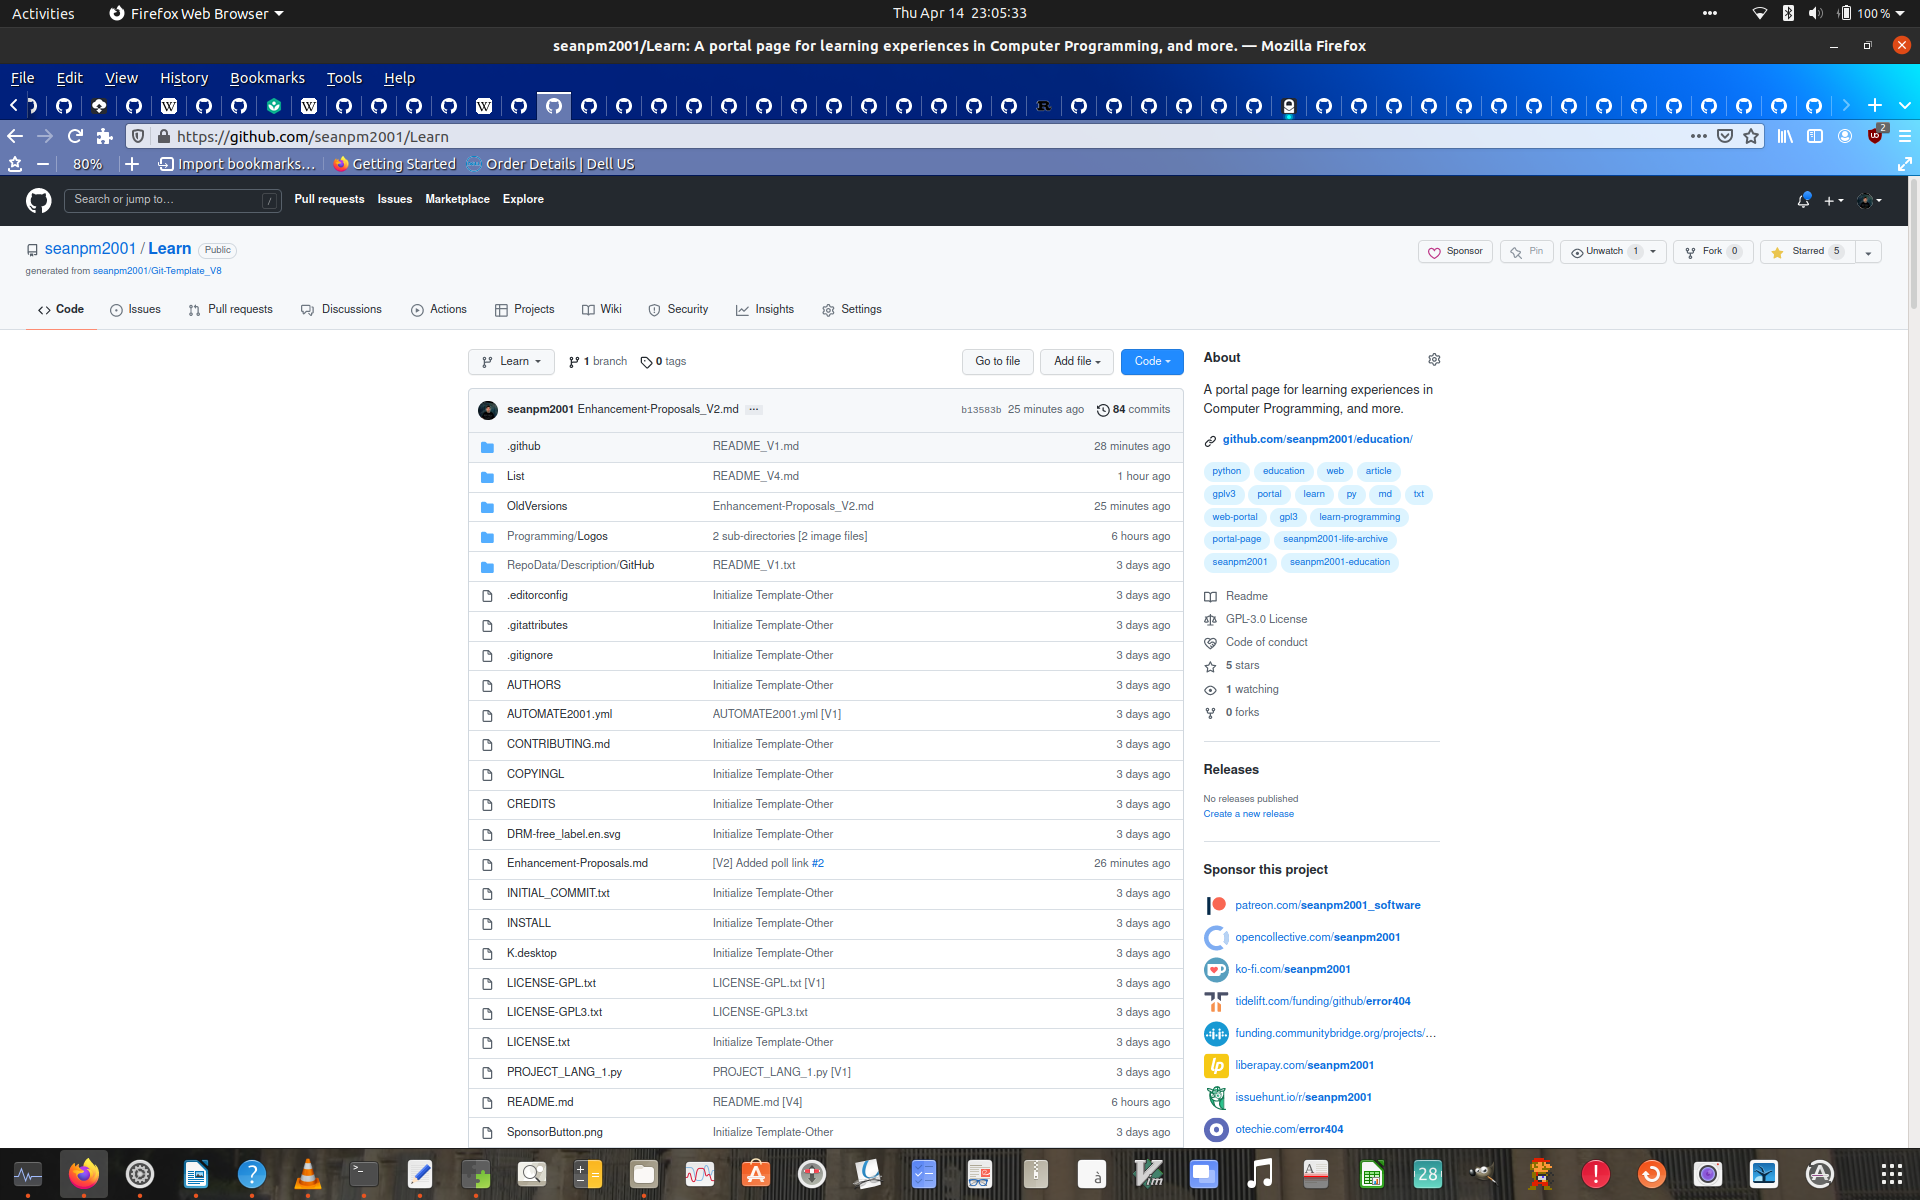 Activities Firefox Web Browser Thu Apr 14 23:05:33 100 %
seanpm2001/Learn: A portal page for learning experiences in Computer Programming, and more. — Mozilla Firefox
File Edit View History Bookmarks Tools Help
https://github.com/seanpm2001/Learn 2
80% Import bookmarks… Getting Started Order Details | Dell US
Search or jump to… / Pull requests Issues Marketplace Explore
seanpm2001 / Learn Public Sponsor Pin Unwatch 1 Fork 0 Starred 5
generated from seanpm2001/Git-Template_V8
Code Issues Pull requests Discussions Actions Projects Wiki Security Insights Settings
Learn 1 branch 0 tags Go to file Add file Code
seanpm2001 Enhancement-Proposals_V2.md … b13583b 25 minutes ago 84 commits
.github README_V1.md 28 minutes ago
List README_V4.md 1 hour ago
OldVersions Enhancement-Proposals_V2.md 25 minutes ago
Programming/Logos 2 sub-directories [2 image files] 6 hours ago
RepoData/Description/GitHub README_V1.txt 3 days ago
.editorconfig Initialize Template-Other 3 days ago
.gitattributes Initialize Template-Other 3 days ago
.gitignore Initialize Template-Other 3 days ago
AUTHORS Initialize Template-Other 3 days ago
AUTOMATE2001.yml AUTOMATE2001.yml [V1] 3 days ago
CONTRIBUTING.md Initialize Template-Other 3 days ago
COPYINGL Initialize Template-Other 3 days ago
CREDITS Initialize Template-Other 3 days ago
DRM-free_label.en.svg Initialize Template-Other 3 days ago
Enhancement-Proposals.md [V2] Added poll link #2 26 minutes ago
INITIAL_COMMIT.txt Initialize Template-Other 3 days ago
INSTALL Initialize Template-Other 3 days ago
K.desktop Initialize Template-Other 3 days ago
LICENSE-GPL.txt LICENSE-GPL.txt [V1] 3 days ago
LICENSE-GPL3.txt LICENSE-GPL3.txt 3 days ago
LICENSE.txt Initialize Template-Other 3 days ago
PROJECT_LANG_1.py PROJECT_LANG_1.py [V1] 3 days ago
README.md README.md [V4] 6 hours ago
SponsorButton.png Initialize Template-Other 3 days ago
About
A portal page for learning experiences in
Computer Programming, and more.
github.com/seanpm2001/education/
python education web article
gplv3 portal learn py md txt
web-portal gpl3 learn-programming
portal-page seanpm2001-life-archive
seanpm2001 seanpm2001-education
Readme
GPL-3.0 License
Code of conduct
5 stars
1 watching
0 forks
Releases
No releases published
Create a new release
Sponsor this project
patreon.com/seanpm2001_software
opencollective.com/seanpm2001
ko-fi.com/seanpm2001
tidelift.com/funding/github/error404
funding.communitybridge.org/projects/…
liberapay.com/seanpm2001
issuehunt.io/r/seanpm2001
otechie.com/error404
28